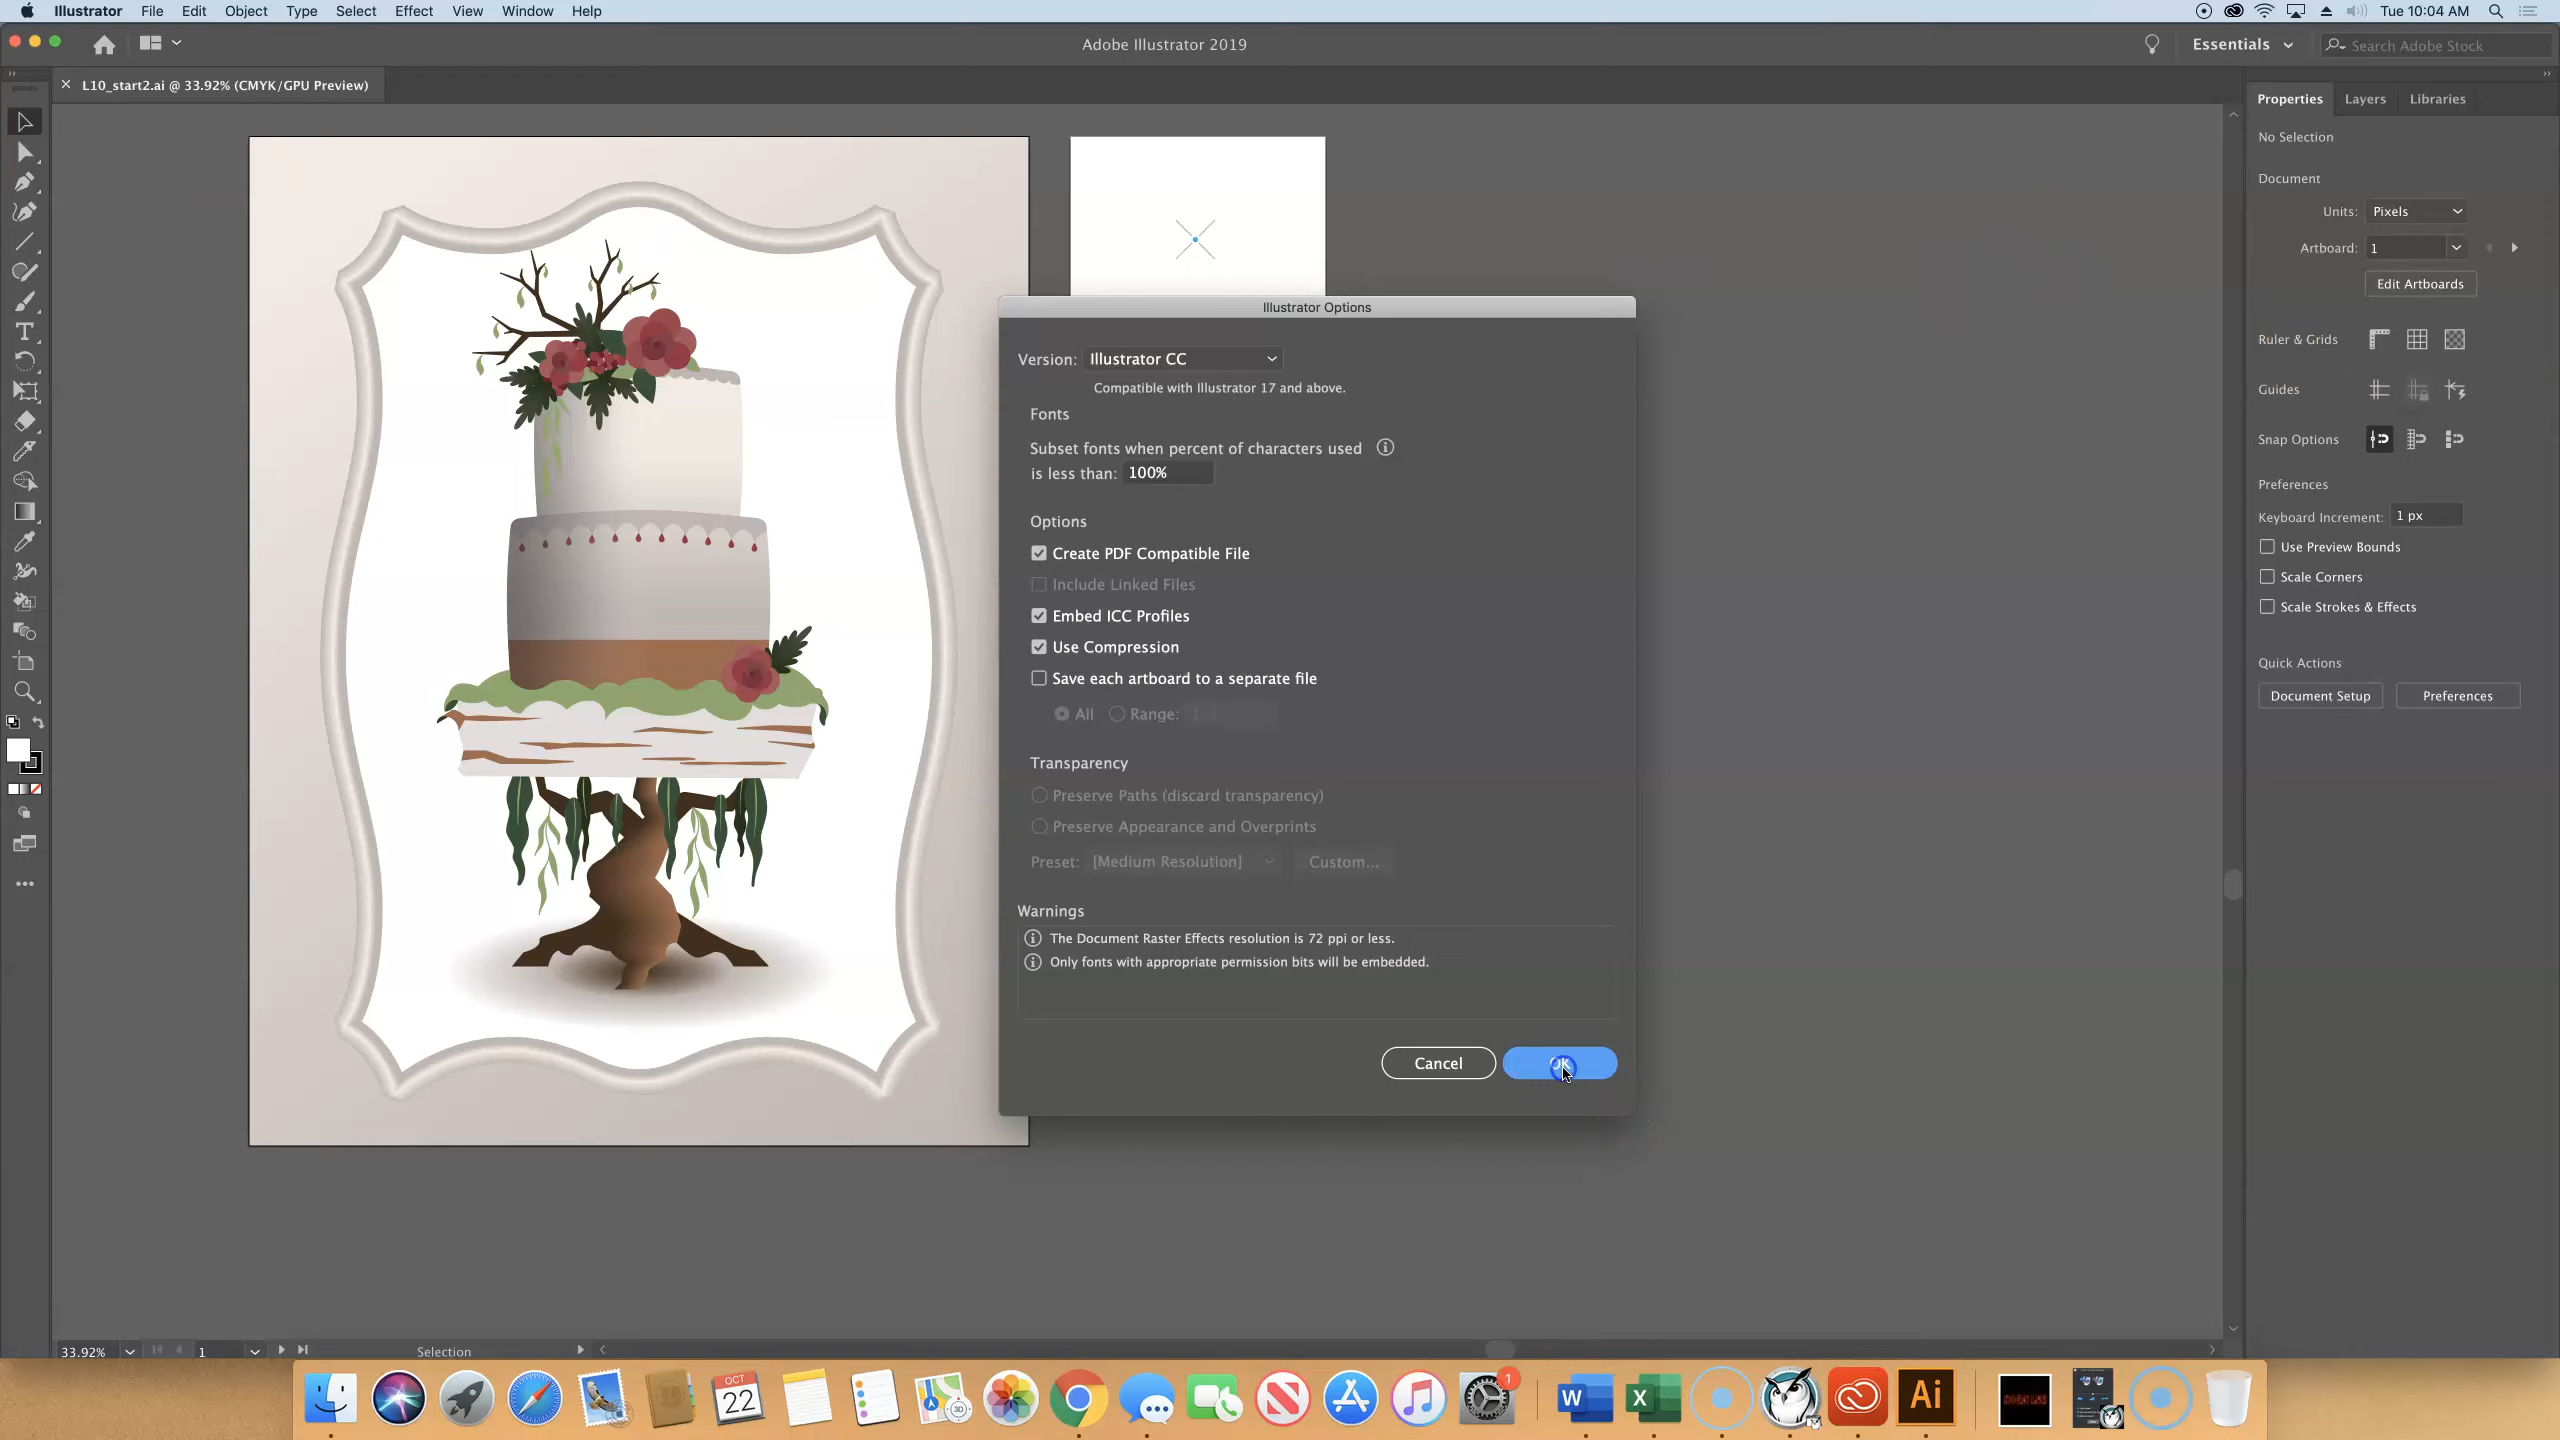 Illustrator File Edit Object Type Select Effect View Window Help Tue 10:04 AM
Adobe Illustrator 2019 Essentials Search Adobe Stock
L10_start2.ai @ 33.92% (CMYK/GPU Preview)
Properties Layers Libraries
No Selection
Document
Units: Pixels
Artboard: 1
Edit Artboards
Ruler & Grids
Guides
Snap Options
Preferences
Keyboard Increment: 1 px
Use Preview Bounds
Scale Corners
Scale Strokes & Effects
Quick Actions
Document Setup Preferences
Illustrator Options
Version: Illustrator CC
Compatible with Illustrator 17 and above.
Fonts
Subset fonts when percent of characters used
is less than: 100%
Options
Create PDF Compatible File
Include Linked Files
Embed ICC Profiles
Use Compression
Save each artboard to a separate file
All Range: 1-2
Transparency
Preserve Paths (discard transparency)
Preserve Appearance and Overprints
Preset: [Medium Resolution] Custom...
Warnings
The Document Raster Effects resolution is 72 ppi or less.
Only fonts with appropriate permission bits will be embedded.
Cancel OK
33.92% 1 Selection
OCT
22
3D
1
W
X
Ai